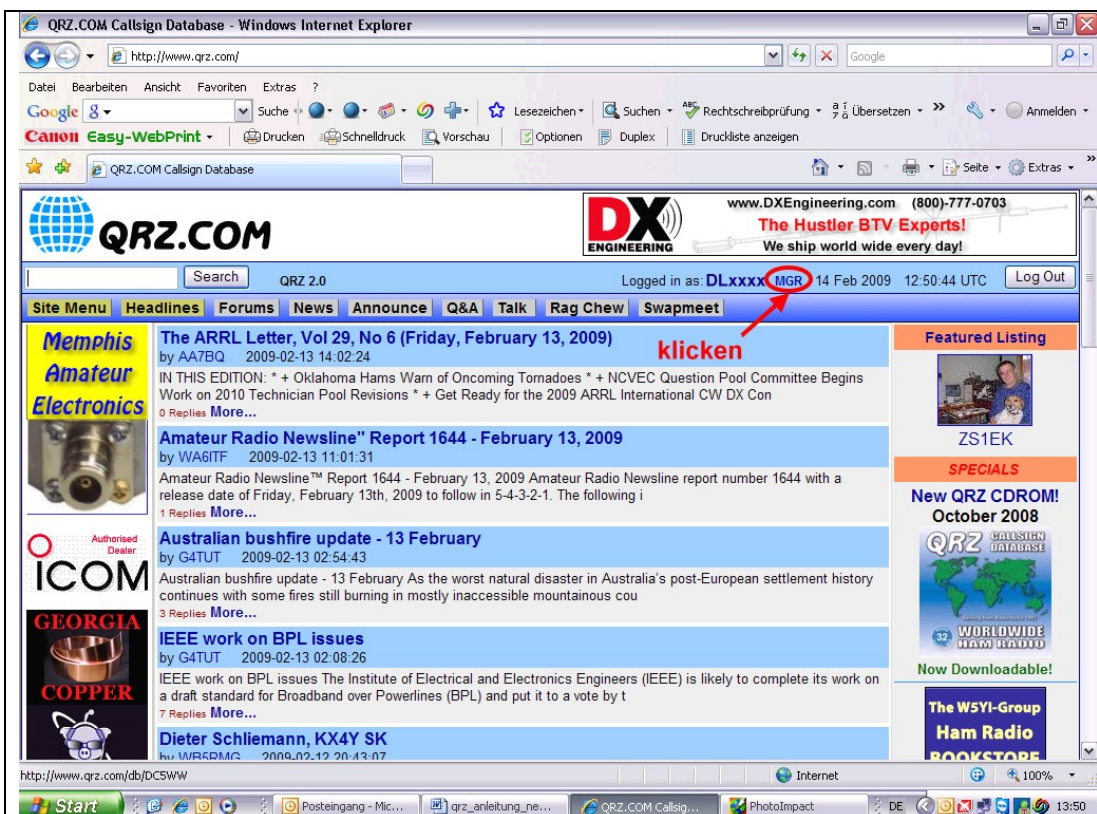 QRZ.COM Callsign Database - Windows Internet Explorer
http://www.qrz.com/
Google
Datei Bearbeiten Ansicht Favoriten Extras ?
Google Suche Lesezeichen Suchen Rechtschreibprüfung Übersetzen » Anmelden
Canon Easy-WebPrint Drucken Schnelldruck Vorschau Optionen Duplex Druckliste anzeigen
QRZ.COM Callsign Database Seite Extras »
QRZ.COM
DX ENGINEERING
www.DXEngineering.com (800)-777-0703
The Hustler BTV Experts!
We ship world wide every day!
Search QRZ 2.0 Logged in as: DLxxxx MGR 14 Feb 2009 12:50:44 UTC Log Out
Site Menu Headlines Forums News Announce Q&A Talk Rag Chew Swapmeet
klicken
Memphis
Amateur
Electronics
Authorised
Dealer
ICOM
GEORGIA
COPPER
The ARRL Letter, Vol 29, No 6 (Friday, February 13, 2009)
by AA7BQ 2009-02-13 14:02:24
IN THIS EDITION: * + Oklahoma Hams Warn of Oncoming Tornadoes * + NCVEC Question Pool Committee Begins
Work on 2010 Technician Pool Revisions * + Get Ready for the 2009 ARRL International CW DX Con
0 Replies More...
Amateur Radio Newsline" Report 1644 - February 13, 2009
by WA6ITF 2009-02-13 11:01:31
Amateur Radio Newsline™ Report 1644 - February 13, 2009 Amateur Radio Newsline report number 1644 with a
release date of Friday, February 13th, 2009 to follow in 5-4-3-2-1. The following i
1 Replies More...
Australian bushfire update - 13 February
by G4TUT 2009-02-13 02:54:43
Australian bushfire update - 13 February As the worst natural disaster in Australia's post-European settlement history
continues with some fires still burning in mostly inaccessible mountainous cou
3 Replies More...
IEEE work on BPL issues
by G4TUT 2009-02-13 02:08:26
IEEE work on BPL issues The Institute of Electrical and Electronics Engineers (IEEE) is likely to complete its work on
a draft standard for Broadband over Powerlines (BPL) and put it to a vote by t
7 Replies More...
Dieter Schliemann, KX4Y SK
by WB5RMG 2009-02-12 20:43:07
Featured Listing
ZS1EK
SPECIALS
New QRZ CDROM!
October 2008
QRZ CALLSIGN
DATABASE
32 WORLDWIDE
HAM RADIO
Now Downloadable!
The W5YI-Group
Ham Radio
BOOKSTORE
http://www.qrz.com/db/DC5WW Internet 100%
Start Posteingang - Mic... qrz_anleitung_ne... QRZ.COM Callsig... PhotoImpact DE 13:50